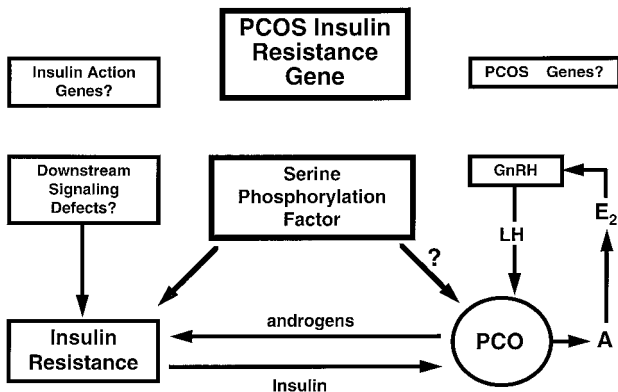 PCOS Insulin
Resistance
Gene
Insulin Action
Genes?
PCOS Genes?
Downstream
Signaling
Defects?
Serine
Phosphorylation
Factor
GnRH
E2
LH
?
androgens
Insulin
Resistance
PCO
A
Insulin